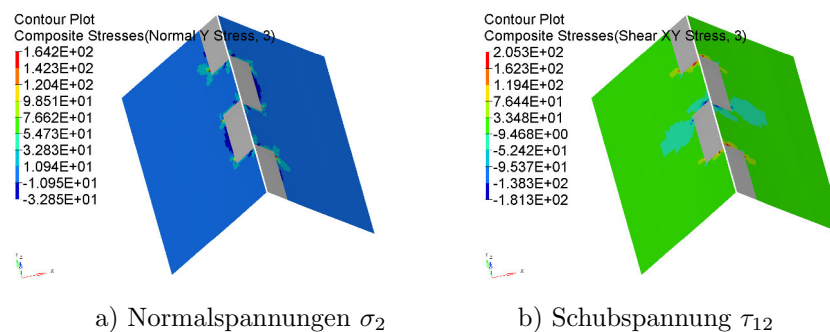 Contour Plot
Composite Stresses(Normal Y Stress, 3)
1.642E+02
1.423E+02
1.204E+02
9.851E+01
7.662E+01
5.473E+01
3.283E+01
1.094E+01
-1.095E+01
-3.285E+01
a) Normalspannungen σ₂
Contour Plot
Composite Stresses(Shear XY Stress, 3)
2.053E+02
1.623E+02
1.194E+02
7.644E+01
3.348E+01
-9.468E+00
-5.242E+01
-9.537E+01
-1.383E+02
-1.813E+02
b) Schubspannung τ₁₂